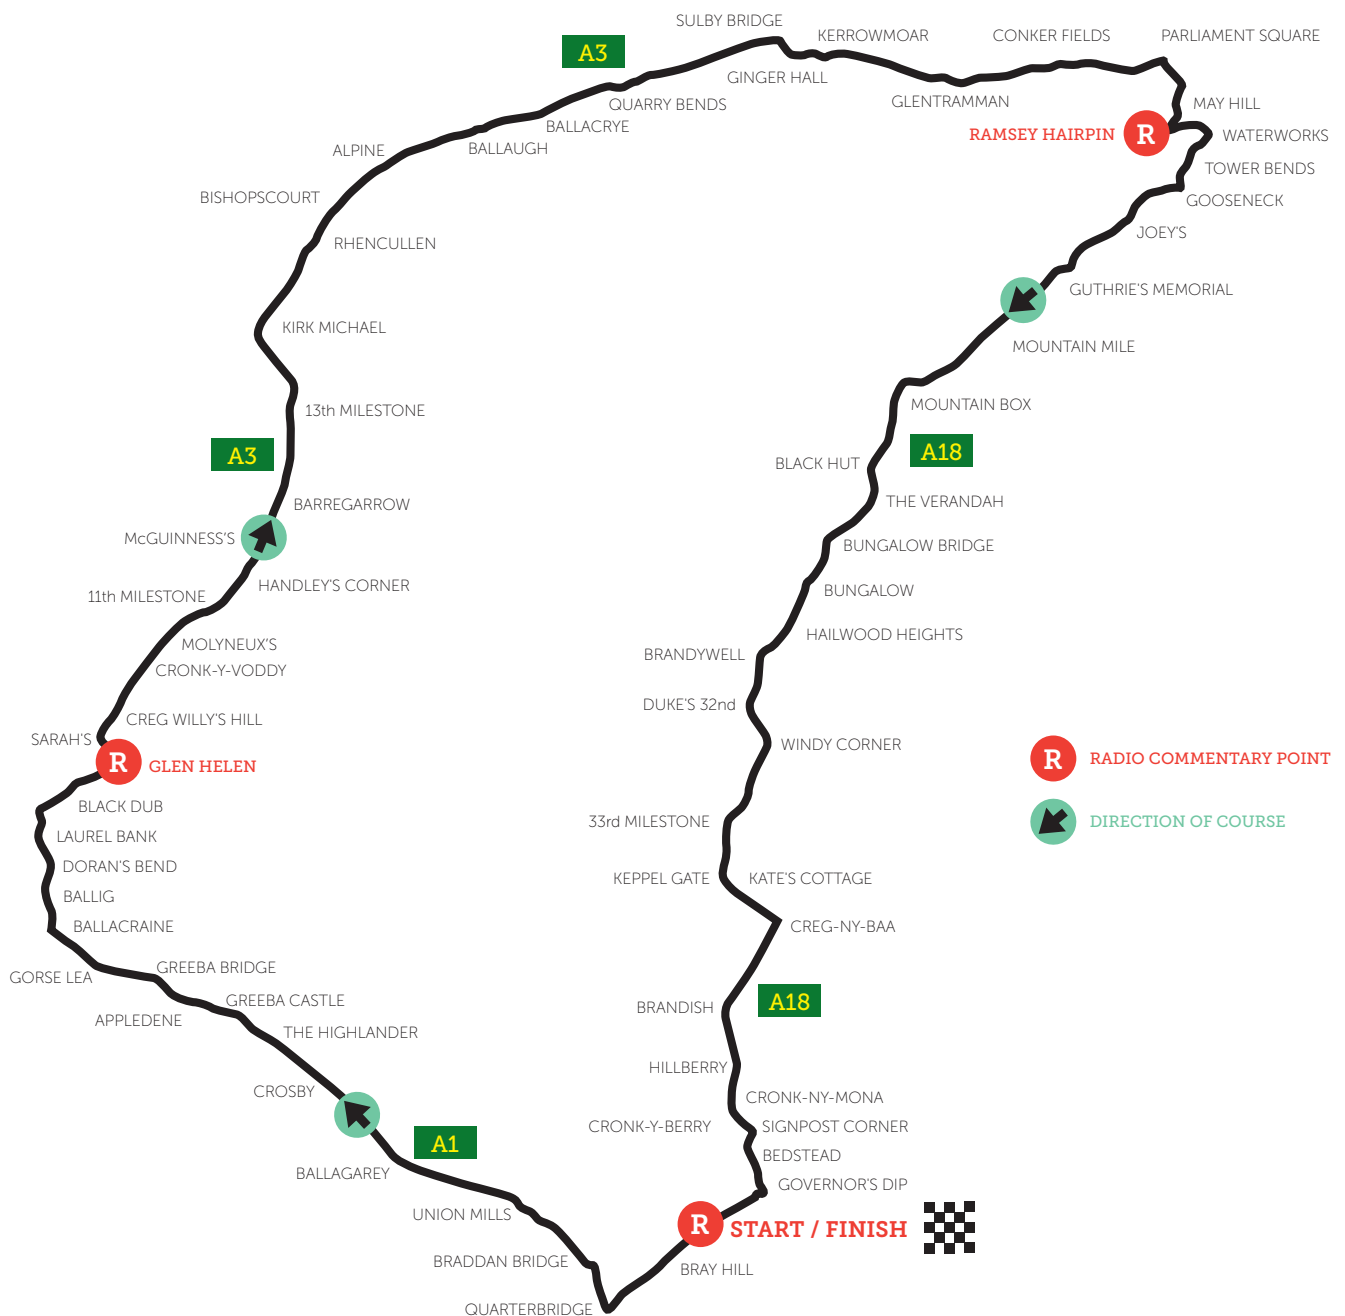 SULBY BRIDGE
KERROWMOAR
CONKER FIELDS
PARLIAMENT SQUARE
A3
GINGER HALL
QUARRY BENDS
GLENTRAMMAN
MAY HILL
BALLACRYE
RAMSEY HAIRPIN
R
WATERWORKS
ALPINE
BALLAUGH
TOWER BENDS
BISHOPSCOURT
GOOSENECK
RHENCULLEN
JOEY'S
GUTHRIE'S MEMORIAL
KIRK MICHAEL
MOUNTAIN MILE
13th MILESTONE
MOUNTAIN BOX
A3
A18
BLACK HUT
BARREGARROW
THE VERANDAH
McGUINNESS'S
BUNGALOW BRIDGE
HANDLEY'S CORNER
11th MILESTONE
BUNGALOW
MOLYNEUX'S
HAILWOOD HEIGHTS
CRONK-Y-VODDY
BRANDYWELL
DUKE'S 32nd
CREG WILLY'S HILL
SARAH'S
WINDY CORNER
R
GLEN HELEN
R
RADIO COMMENTARY POINT
BLACK DUB
33rd MILESTONE
DIRECTION OF COURSE
LAUREL BANK
DORAN'S BEND
KEPPEL GATE
KATE'S COTTAGE
BALLIG
BALLACRAINE
CREG-NY-BAA
GORSE LEA
GREEBA BRIDGE
GREEBA CASTLE
A18
APPLEDENE
BRANDISH
THE HIGHLANDER
HILLBERRY
CROSBY
CRONK-NY-MONA
CRONK-Y-BERRY
SIGNPOST CORNER
A1
BEDSTEAD
BALLAGAREY
GOVERNOR'S DIP
UNION MILLS
R
START / FINISH
BRADDAN BRIDGE
BRAY HILL
QUARTERBRIDGE